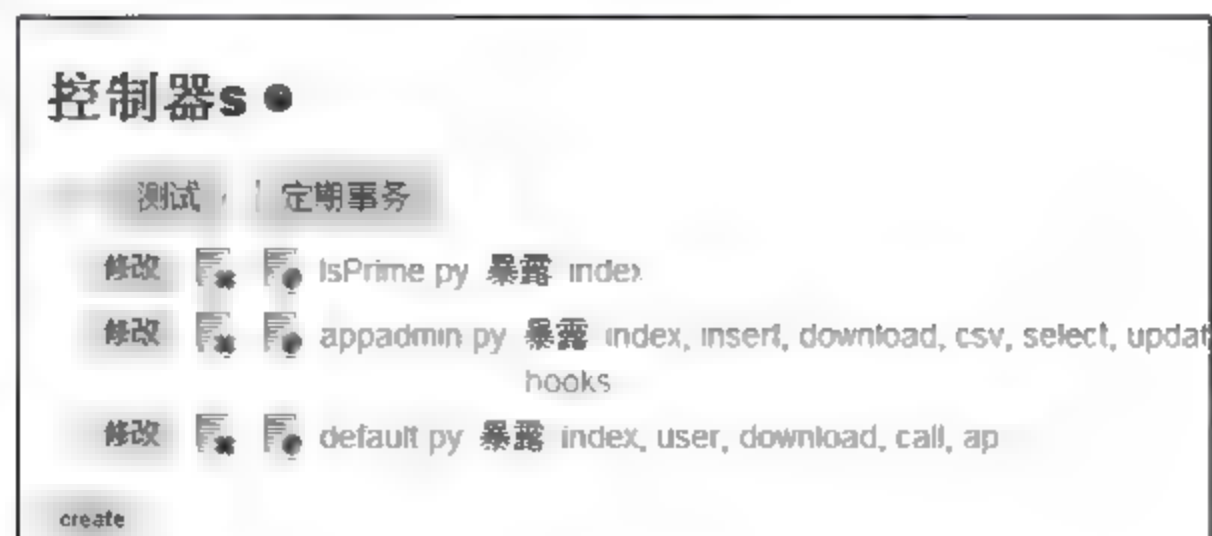 控制器s
测试 定期事务
修改 IsPrime py 暴露 index
修改 appadmin py 暴露 index, insert, download, csv, select, updat
hooks
修改 default py 暴露 index, user, download, call, ap
create